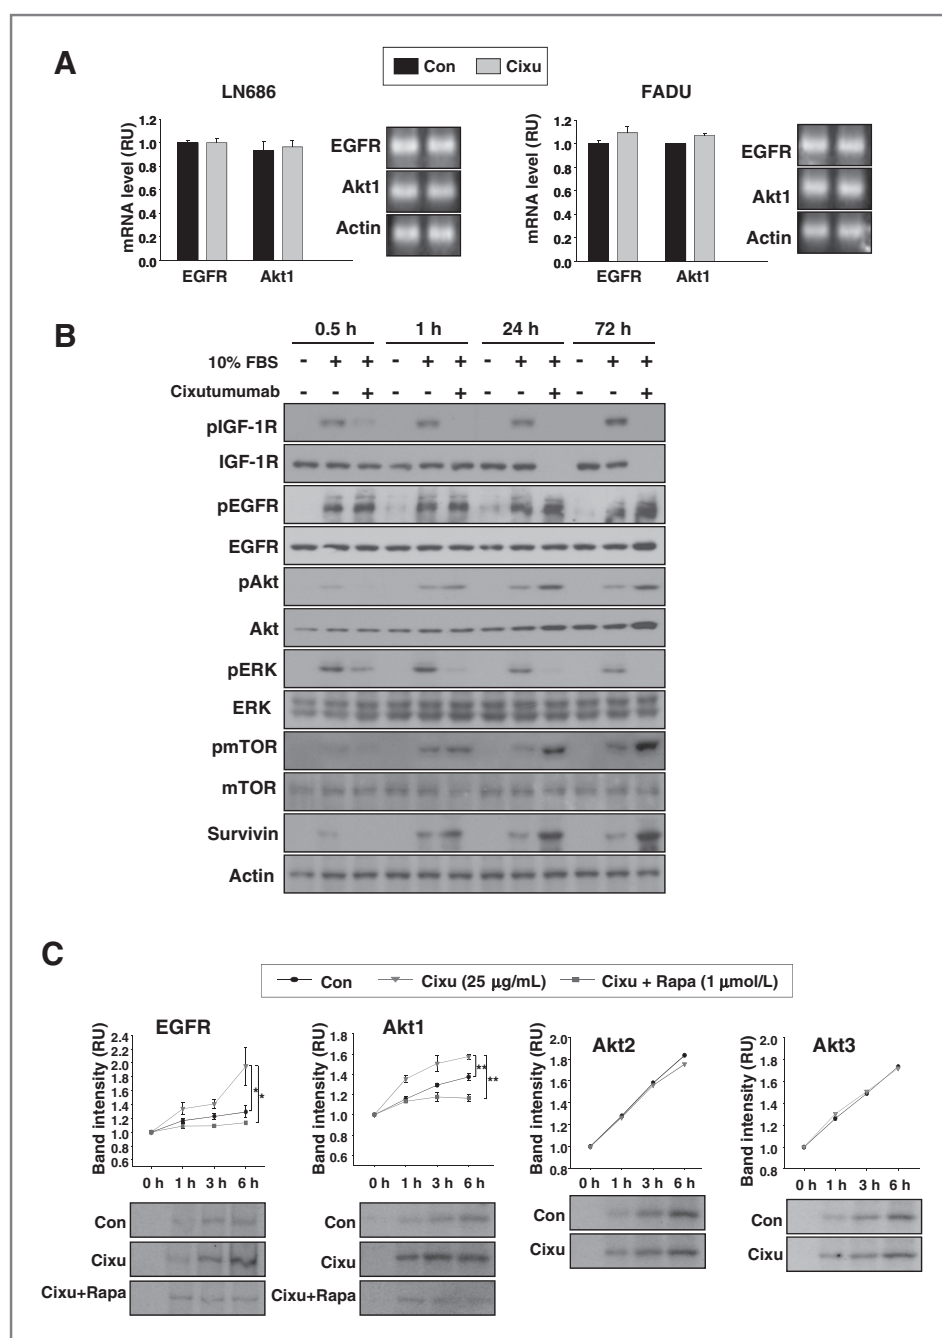 A
Con Cixu
LN686
mRNA level (RU)
1.2
1.0
0.8
0.6
0.4
0.2
0.0
EGFR Akt1
EGFR
Akt1
Actin
FADU
mRNA level (RU)
1.2
1.0
0.8
0.6
0.4
0.2
0.0
EGFR Akt1
EGFR
Akt1
Actin
B
0.5 h 1 h 24 h 72 h
10% FBS - + + - + + - + + - + +
Cixutumumab - - + - - + - - + - - +
pIGF-1R
IGF-1R
pEGFR
EGFR
pAkt
Akt
pERK
ERK
pmTOR
mTOR
Survivin
Actin
C
Con Cixu (25 μg/mL) Cixu + Rapa (1 μmol/L)
EGFR
Band intensity (RU)
2.4
2.2
2.0
1.8
1.6
1.4
1.2
1.0
0.8
0.6
* *
0 h 1 h 3 h 6 h
Con
Cixu
Cixu+Rapa
Akt1
Band intensity (RU)
1.8
1.6
1.4
1.2
1.0
0.8
0.6
** **
0 h 1 h 3 h 6 h
Con
Cixu
Cixu+Rapa
Akt2
Band intensity (RU)
2.0
1.8
1.6
1.4
1.2
1.0
0.8
0 h 1 h 3 h 6 h
Con
Cixu
Akt3
Band intensity (RU)
2.0
1.8
1.6
1.4
1.2
1.0
0.8
0 h 1 h 3 h 6 h
Con
Cixu